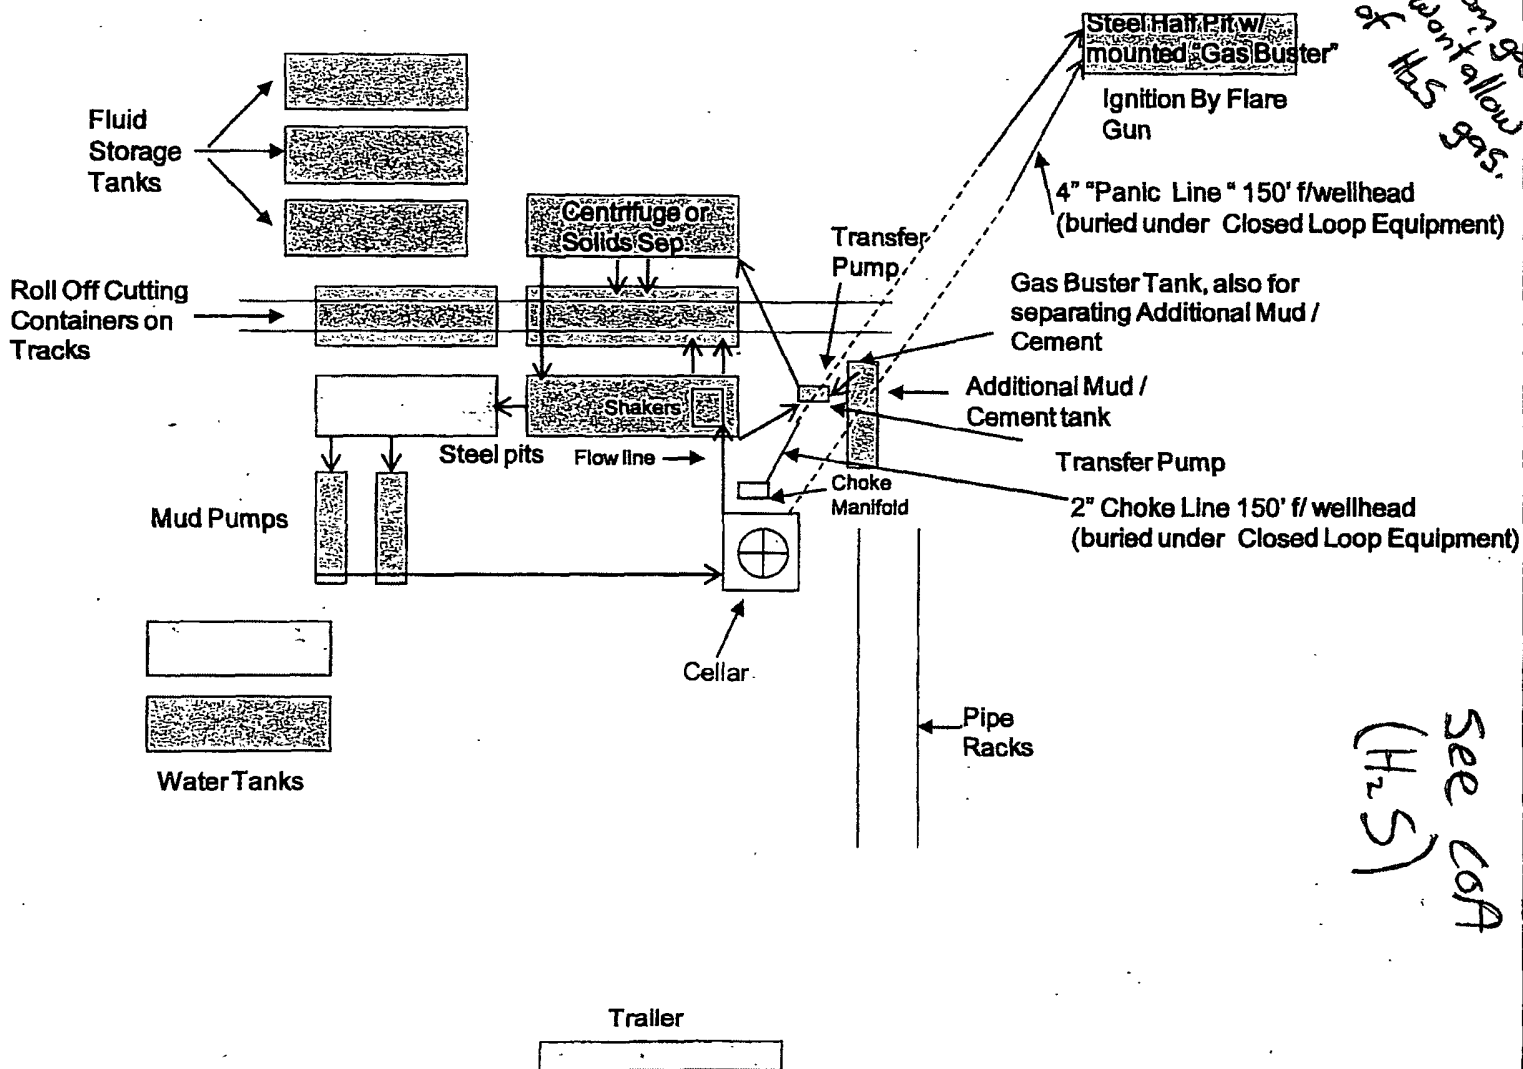 Steel Half Pit w/
mounted "Gas Buster"
Ignition By Flare
Gun
want allow
of H2S gas.
Fluid
Storage
Tanks
4" "Panic Line " 150' f/wellhead
(buried under Closed Loop Equipment)
Centrifuge or
Solids Sep
Transfer
Pump
Roll Off Cutting
Containers on
Tracks
Gas Buster Tank, also for
separating Additional Mud /
Cement
Additional Mud /
Cement tank
Shakers
Steel pits
Flow line
Transfer Pump
Choke
Manifold
2" Choke Line 150' f/ wellhead
(buried under Closed Loop Equipment)
Mud Pumps
Cellar
Pipe
Racks
Water Tanks
See COA
(H2S)
Trailer